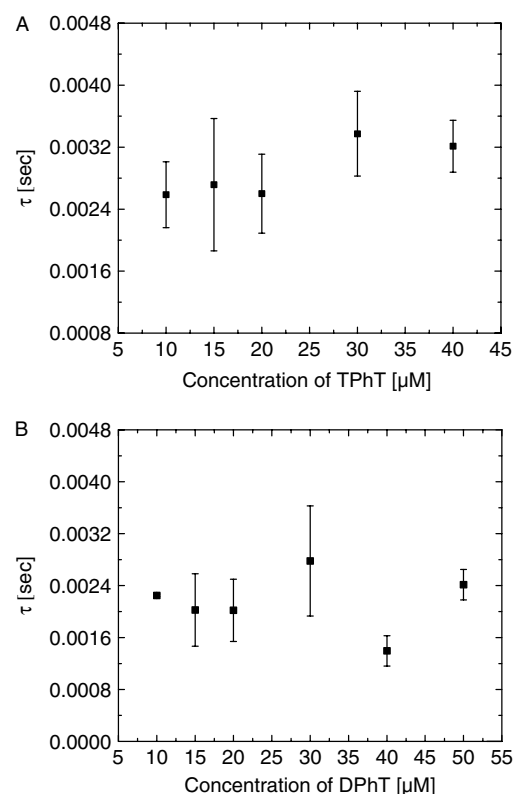 A
0.0048
0.0040
0.0032
0.0024
0.0016
0.0008
τ [sec]
5 10 15 20 25 30 35 40 45
Concentration of TPhT [µM]
B
0.0048
0.0040
0.0032
0.0024
0.0016
0.0008
0.0000
τ [sec]
5 10 15 20 25 30 35 40 45 50 55
Concentration of DPhT [µM]